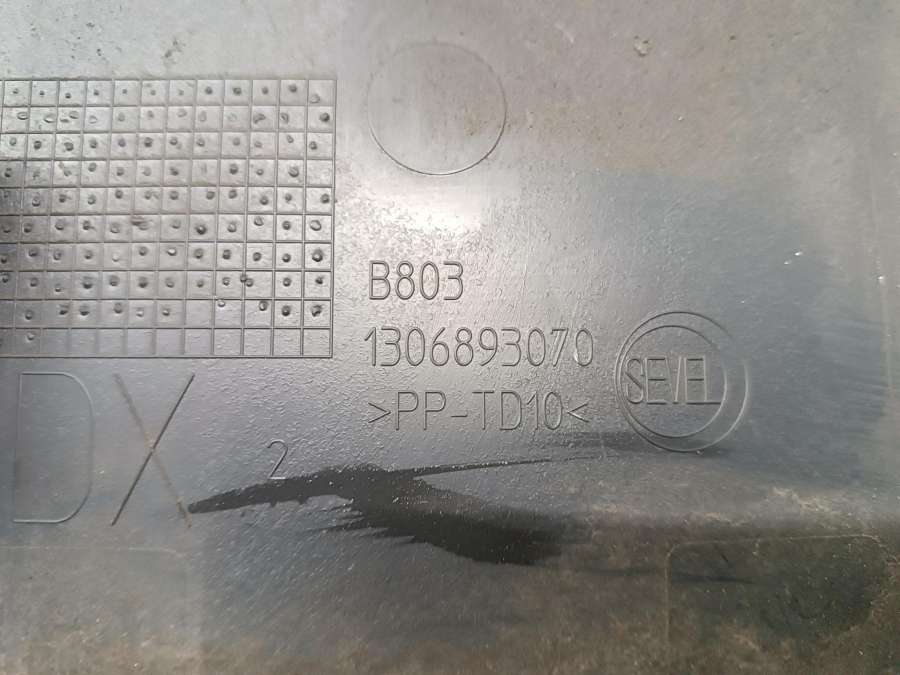 B803
1306893070
SEVEL
>PP-TD10<
DX
2